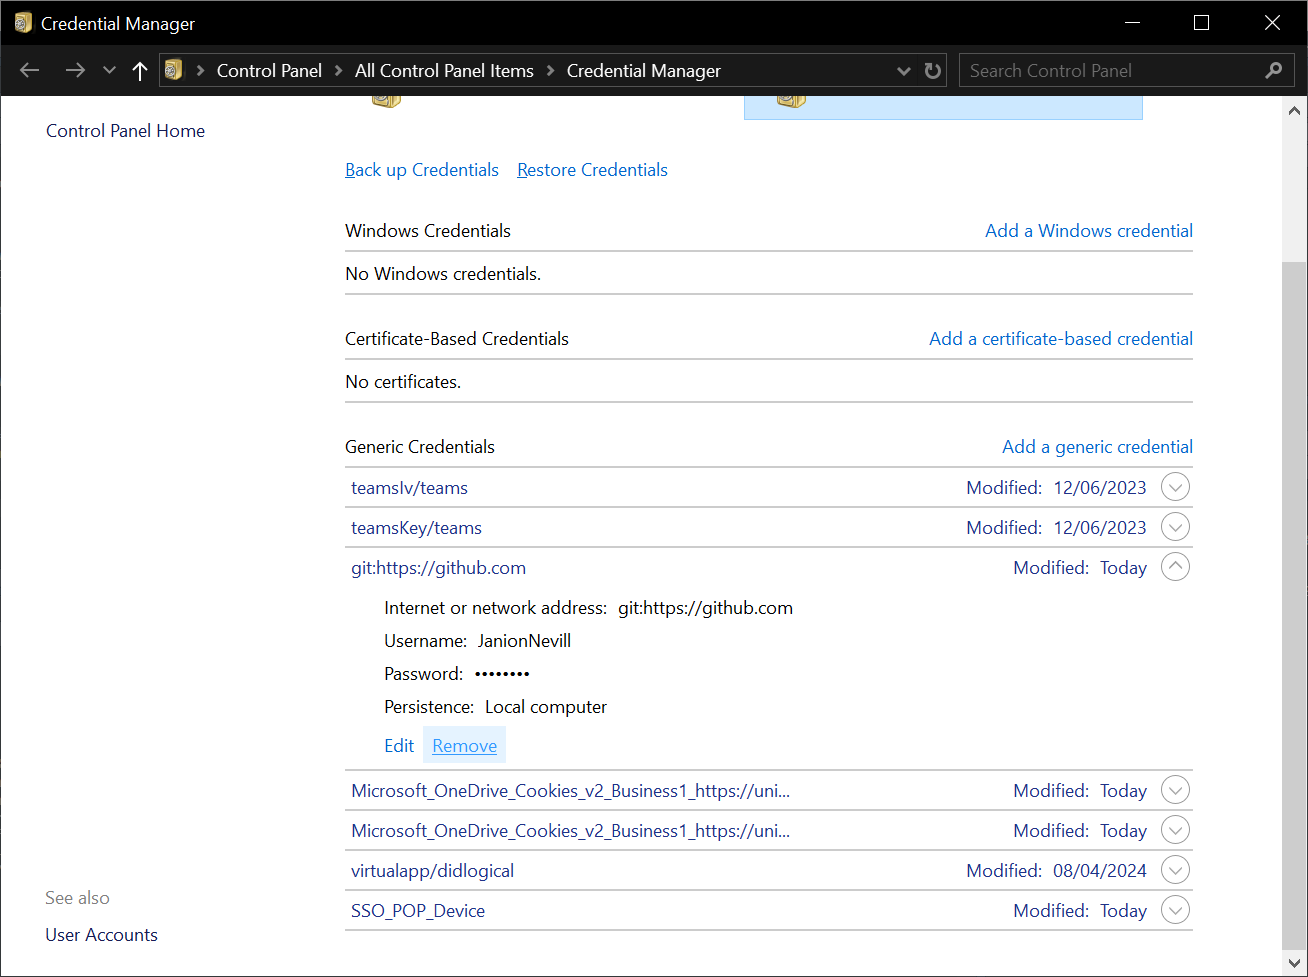 Credential Manager
Control Panel All Control Panel Items Credential Manager Search Control Panel
Control Panel Home
Back up Credentials Restore Credentials
Windows Credentials Add a Windows credential
No Windows credentials.
Certificate-Based Credentials Add a certificate-based credential
No certificates.
Generic Credentials Add a generic credential
teamsIv/teams Modified: 12/06/2023
teamsKey/teams Modified: 12/06/2023
git:https://github.com Modified: Today
Internet or network address: git:https://github.com
Username: JanionNevill
Password: ••••••••
Persistence: Local computer
Edit Remove
Microsoft_OneDrive_Cookies_v2_Business1_https://uni... Modified: Today
Microsoft_OneDrive_Cookies_v2_Business1_https://uni... Modified: Today
virtualapp/didlogical Modified: 08/04/2024
SSO_POP_Device Modified: Today
See also
User Accounts